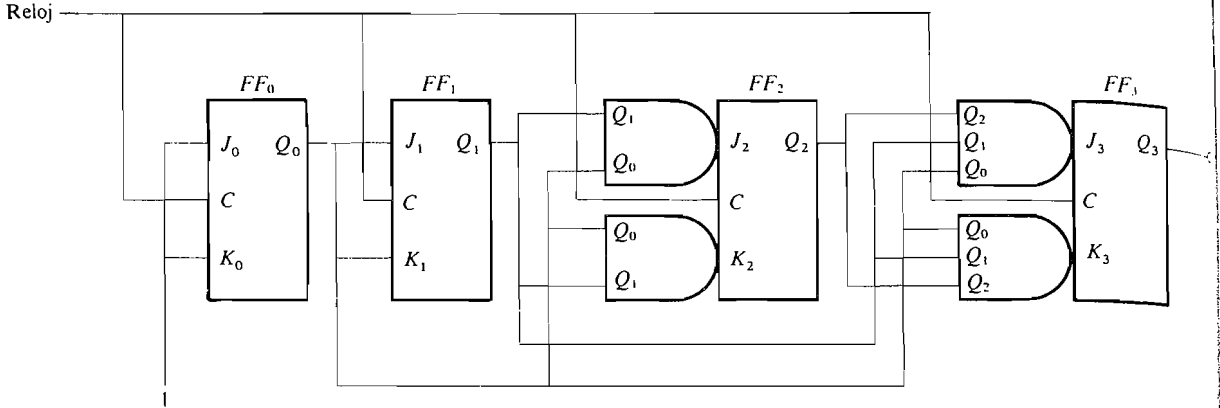 Reloj
FF₀ FF₁ FF₂ FF₃
Q₁ Q₂
J₀ Q₀ J₁ Q₁ J₂ Q₂ Q₁ J₃ Q₃
Q₀ Q₀
C C C C
Q₀ Q₀
K₀ K₁ K₂ Q₁ K₃
Q₁ Q₂
1